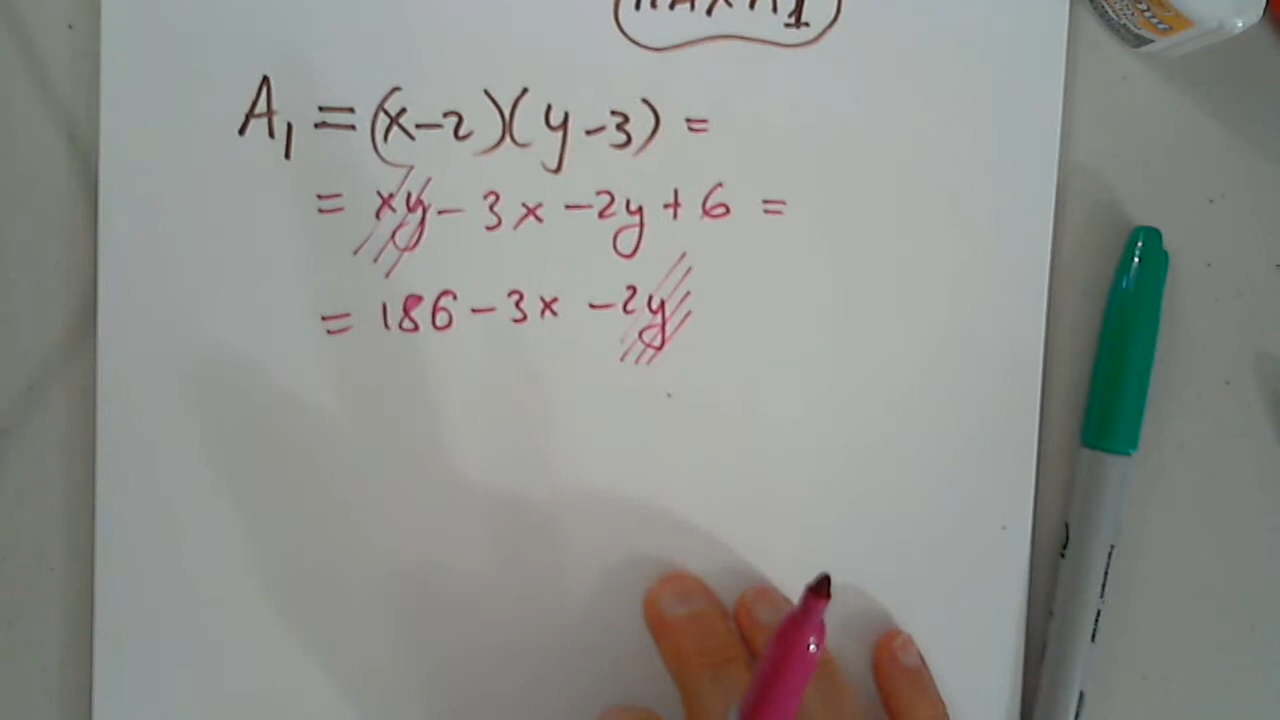 A₁ = (x-2)(y-3) =
= xy - 3x - 2y + 6 =
= 186 - 3x - 2y